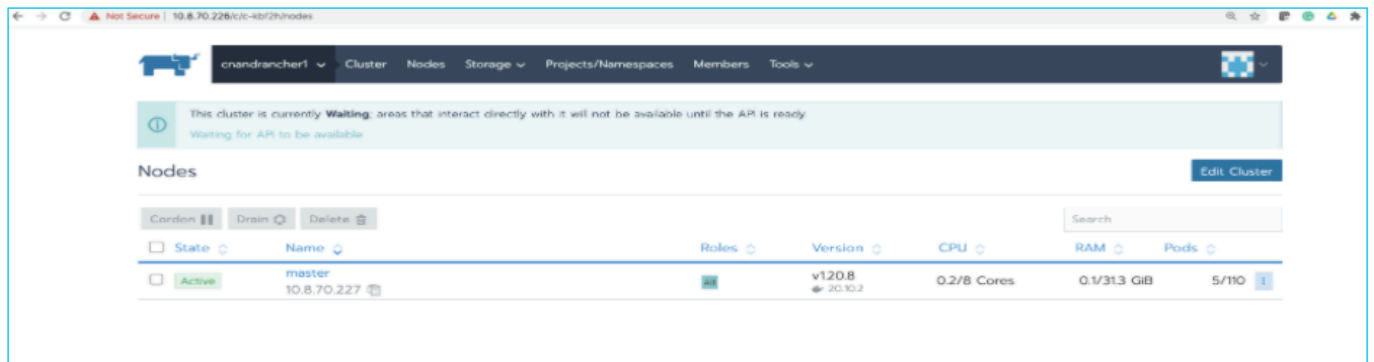 Not Secure | 10.8.70.226/c/c-kbf2h/nodes
cnandrancher1 Cluster Nodes Storage Projects/Namespaces Members Tools
This cluster is currently Waiting; areas that interact directly with it will not be available until the API is ready.
Waiting for API to be available
Nodes
Edit Cluster
Cordon Drain Delete
Search
State Name Roles Version CPU RAM Pods
Active master All v1.20.8 0.2/8 Cores 0.1/31.3 GiB 5/110
10.8.70.227 20.10.2